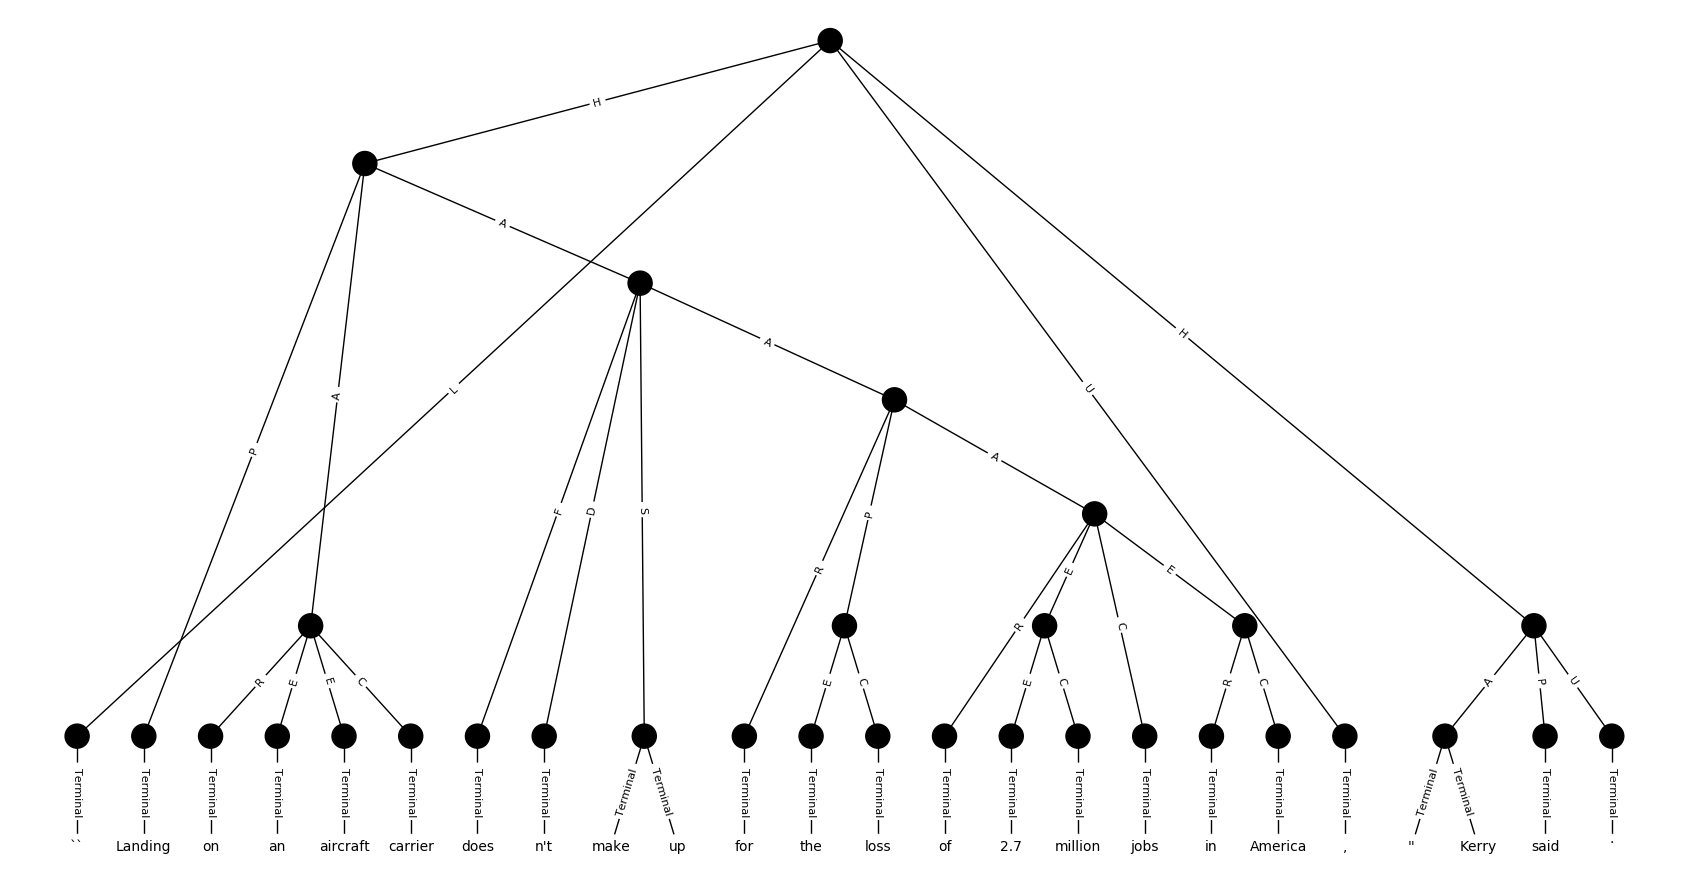 H
A
A
H
U
L
A
P
A
F
D
S
P
R
E
E
R
C
R
E
E
C
E
C
E
C
R
C
A
P
U
Terminal Terminal Terminal Terminal Terminal Terminal Terminal Terminal Terminal Terminal Terminal Terminal Terminal Terminal Terminal Terminal Terminal Terminal Terminal Terminal Terminal Terminal Terminal Terminal
`` Landing on an aircraft carrier does n't make up for the loss of 2.7 million jobs in America , " Kerry said .